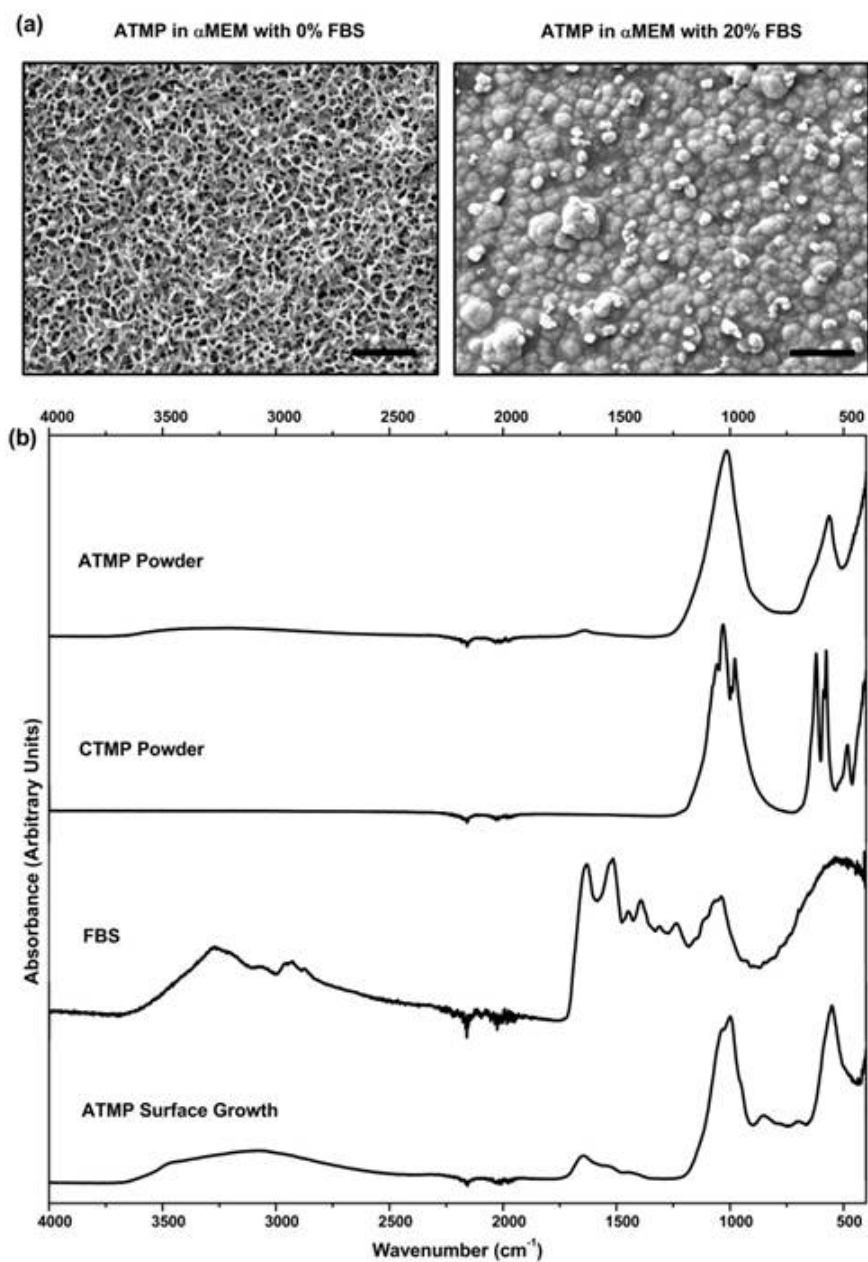 (a)
ATMP in αMEM with 0% FBS
ATMP in αMEM with 20% FBS
4000 3500 3000 2500 2000 1500 1000 500
(b)
ATMP Powder
CTMP Powder
FBS
ATMP Surface Growth
Absorbance (Arbitrary Units)
4000 3500 3000 2500 2000 1500 1000 500
Wavenumber (cm⁻¹)